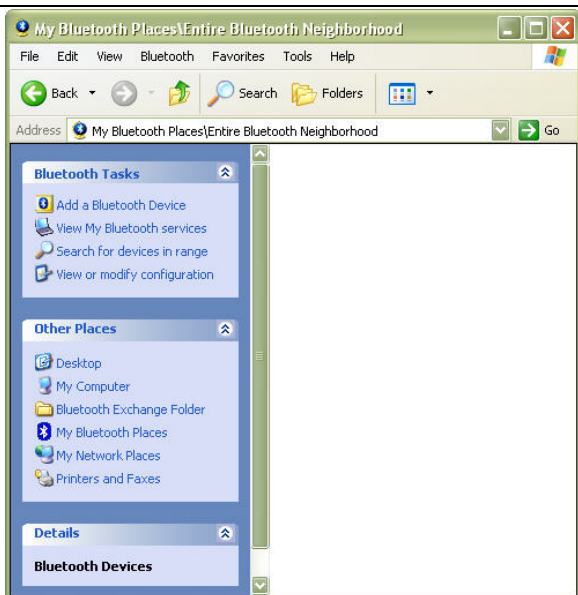 My Bluetooth Places\Entire Bluetooth Neighborhood
File Edit View Bluetooth Favorites Tools Help
Back Search Folders
Address My Bluetooth Places\Entire Bluetooth Neighborhood Go
Bluetooth Tasks
Add a Bluetooth Device
View My Bluetooth services
Search for devices in range
View or modify configuration
Other Places
Desktop
My Computer
Bluetooth Exchange Folder
My Bluetooth Places
My Network Places
Printers and Faxes
Details
Bluetooth Devices